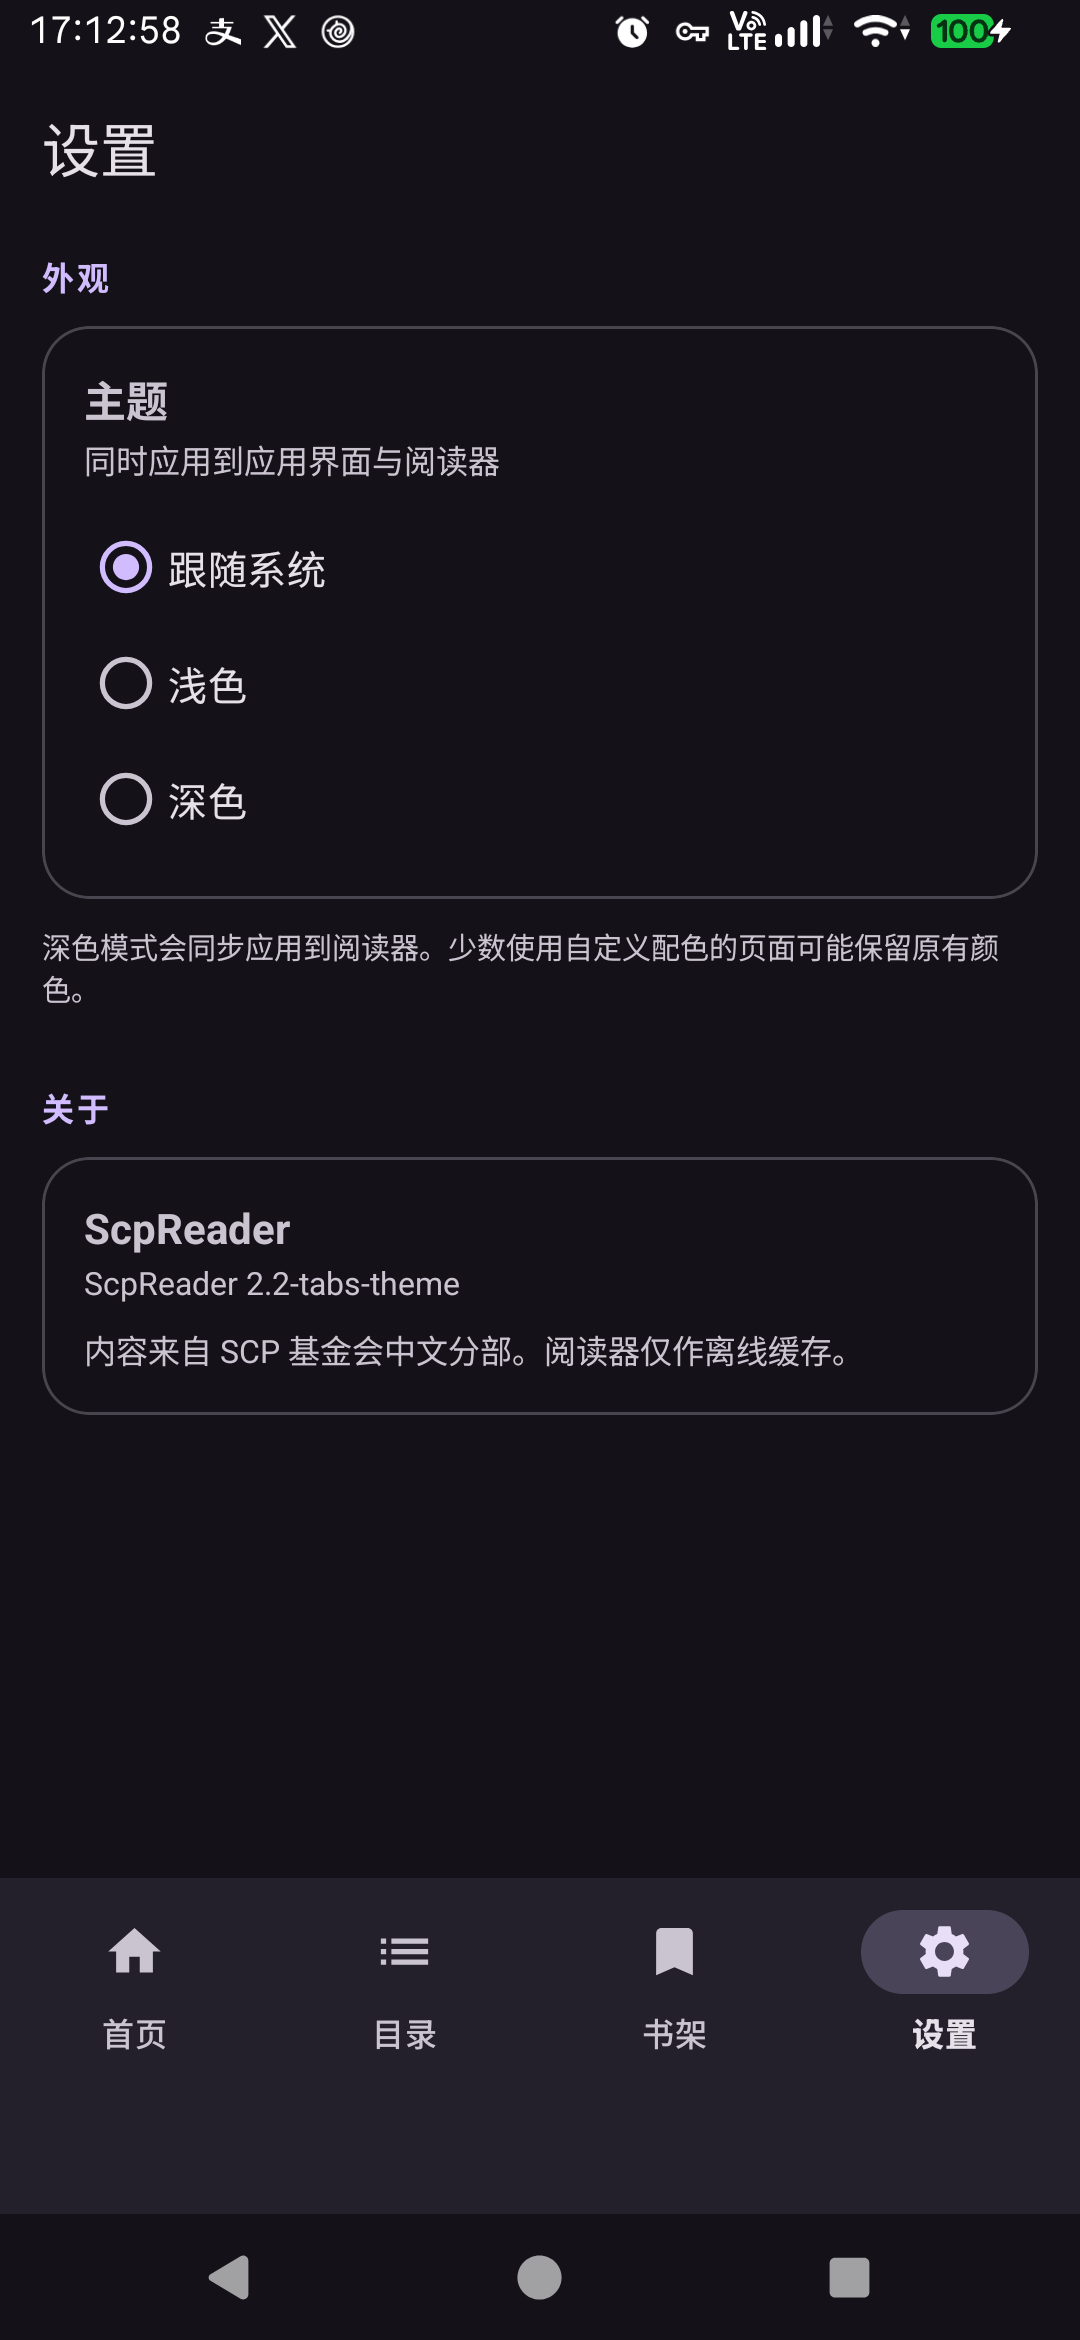 17:12:58
Vo LTE
100
设置
外观
主题
同时应用到应用界面与阅读器
跟随系统
浅色
深色
深色模式会同步应用到阅读器。少数使用自定义配色的页面可能保留原有颜
色。
关于
ScpReader
ScpReader 2.2-tabs-theme
内容来自 SCP 基金会中文分部。阅读器仅作离线缓存。
首页
目录
书架
设置